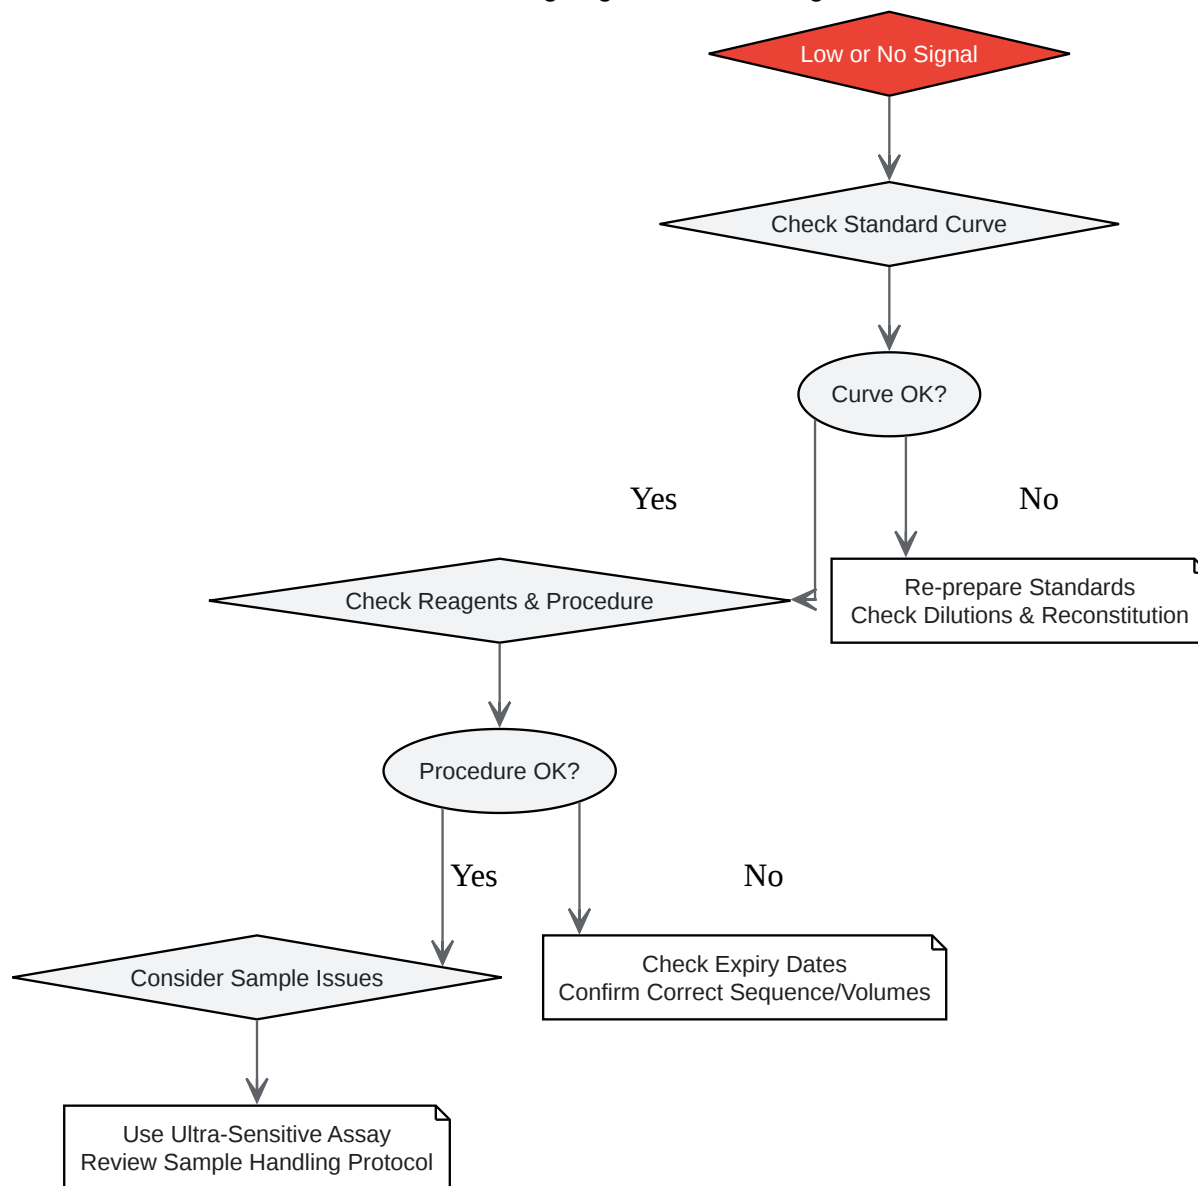 Low or No Signal
Check Standard Curve
Curve OK?
Yes
No
Check Reagents & Procedure
Re-prepare Standards
Check Dilutions & Reconstitution
Procedure OK?
Yes
No
Consider Sample Issues
Check Expiry Dates
Confirm Correct Sequence/Volumes
Use Ultra-Sensitive Assay
Review Sample Handling Protocol